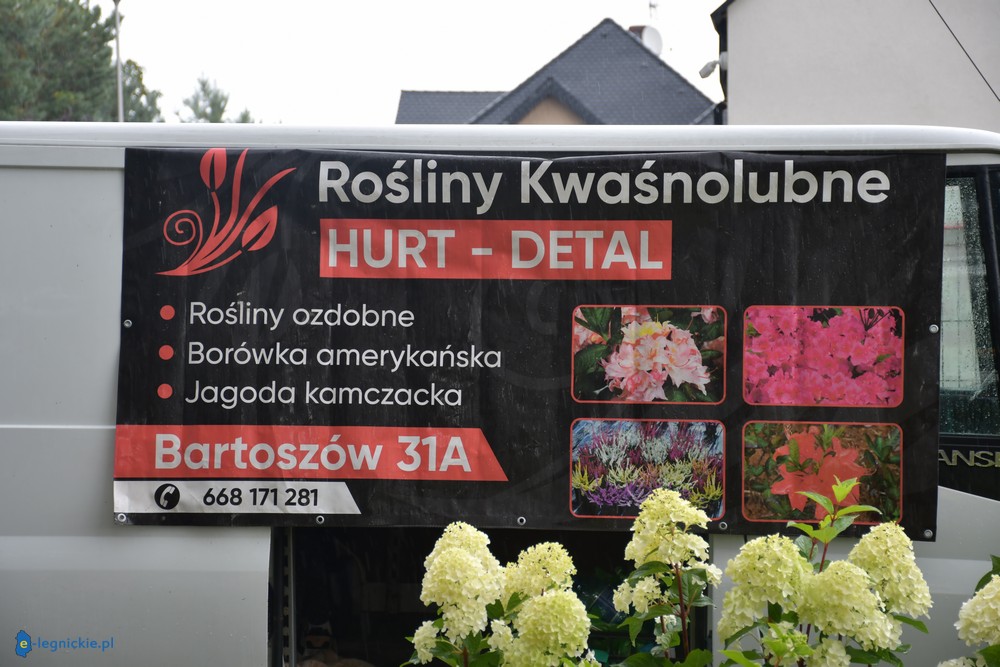 Rośliny Kwaśnolubne
HURT - DETAL
Rośliny ozdobne
Borówka amerykańska
Jagoda kamczacka
Bartoszów 31A
668 171 281
e-legnickie.pl